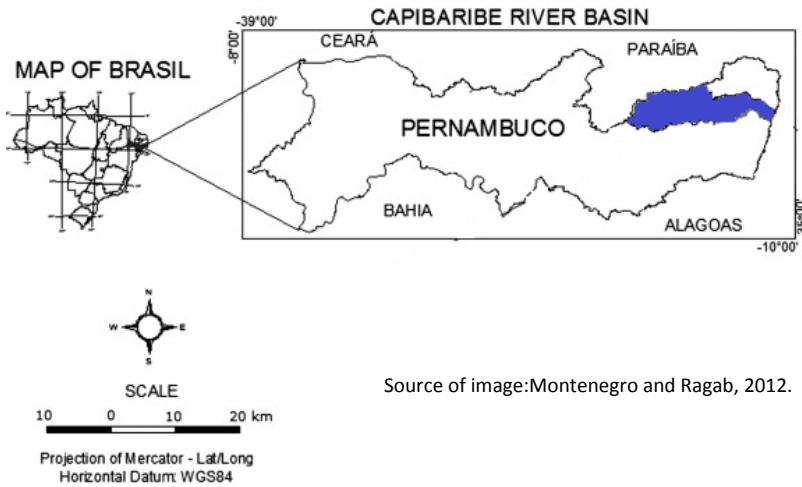 CAPIBARIBE RIVER BASIN
-39°00'
-8°00'
CEARÁ
PARAÍBA
MAP OF BRASIL
PERNAMBUCO
BAHIA
ALAGOAS
35°00'
-10°00'
N
W E
S
SCALE
10 0 10 20 km
Source of image:Montenegro and Ragab, 2012.
Projection of Mercator - Lat/Long
Horizontal Datum: WGS84